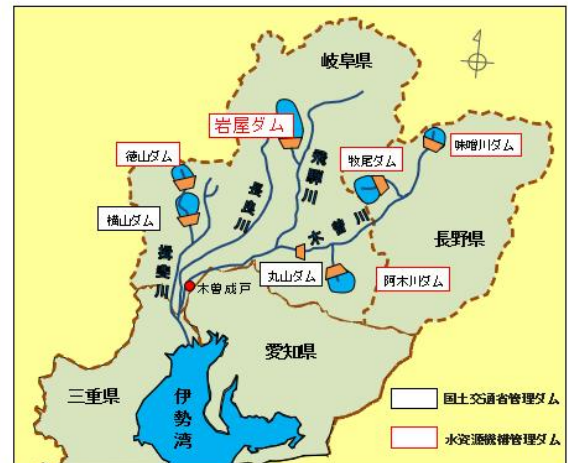 岐阜県
岩屋ダム
徳山ダム
味噌川ダム
牧尾ダム
飛騨川
長良川
横山ダム
木曽川
長野県
揖斐川
丸山ダム
阿木川ダム
木曽成戸
愛知県
三重県
伊勢湾
国土交通省管理ダム
水資源機構管理ダム